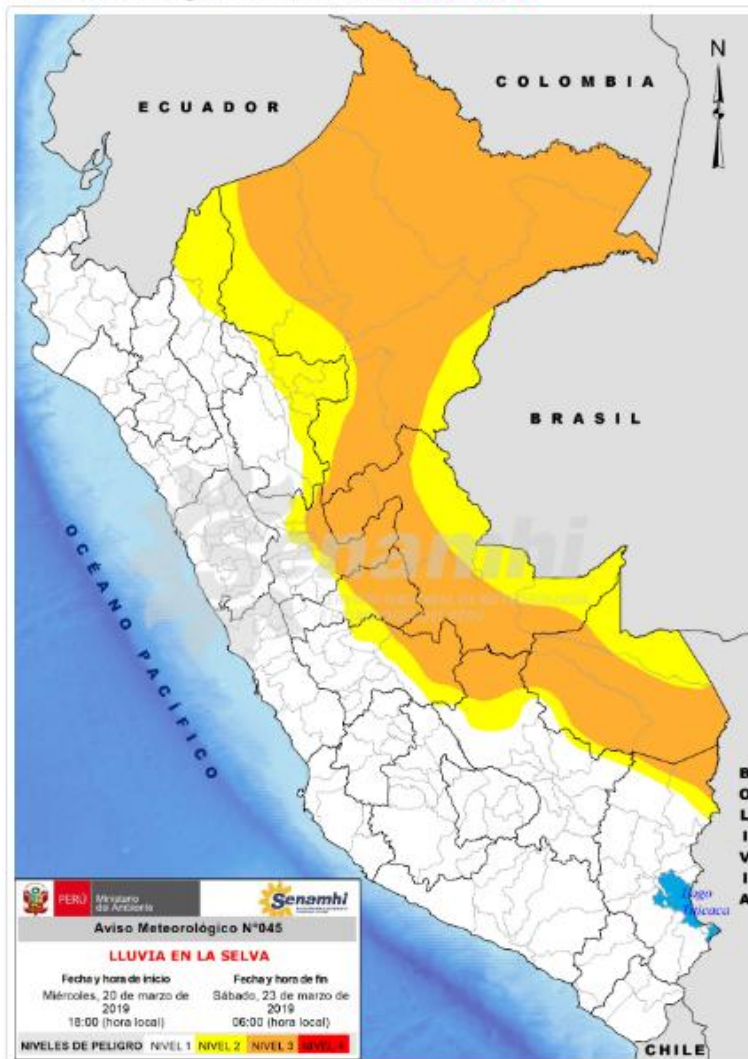 N
COLOMBIA
ECUADOR
BRASIL
OCÉANO PACÍFICO
Senamhi
BOLIVIA
Lago
Titicaca
PERÚ Ministerio
del Ambiente
Senamhi
Aviso Meteorológico N°045
LLUVIA EN LA SELVA
Fecha y hora de inicio
Miércoles, 20 de marzo de
2019
18:00 (hora local)
Fecha y hora de fin
Sábado, 23 de marzo de
2019
06:00 (hora local)
NIVELES DE PELIGRO NIVEL 1 NIVEL 2 NIVEL 3 NIVEL 4
CHILE